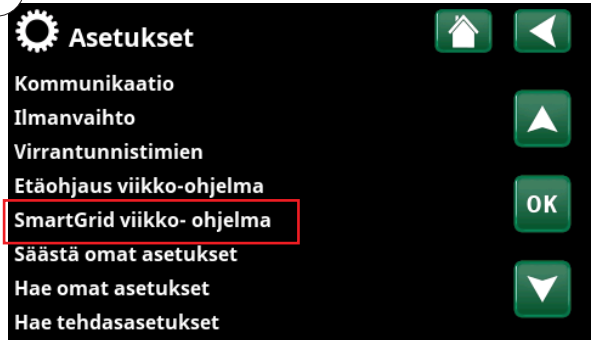 Asetukset
Kommunikaatio
Ilmanvaihto
Virrantunnistimien
Etäohjaus viikko-ohjelma
OK
SmartGrid viikko- ohjelma
Säästä omat asetukset
Hae omat asetukset
Hae tehdasasetukset